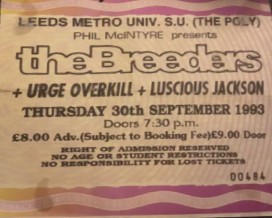 LEEDS METRO UNIV. S.U. (THE POLY)
PHIL McINTYRE presents
theBreeders
+ URGE OVERKILL + LUSCIOUS JACKSON
THURSDAY 30th SEPTEMBER 1993
Doors 7:30 p.m.
£8.00 Adv.(Subject to Booking Fee)£9.00 Door
RIGHT OF ADMISSION RESERVED
NO AGE OR STUDENT RESTRICTIONS
NO RESPONSIBILITY FOR LOST TICKETS
00484